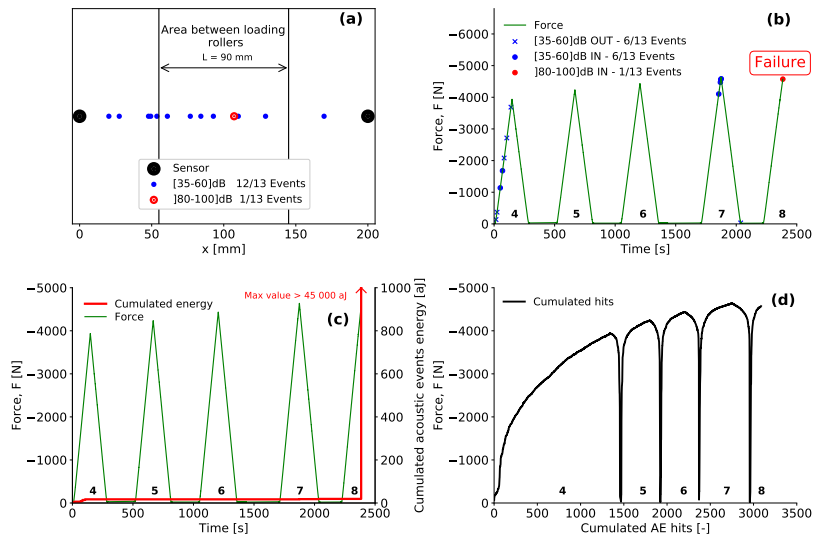 (a)
Area between loading
rollers
L = 90 mm
Sensor
[35-60]dB 12/13 Events
]80-100]dB 1/13 Events
0 50 100 150 200
x [mm]
(b)
Force
[35-60]dB OUT - 6/13 Events
[35-60]dB IN - 6/13 Events
]80-100]dB IN - 1/13 Events
Failure
−6000
−5000
−4000
−3000
−2000
−1000
0
Force, F [N]
4 5 6 7 8
0 500 1000 1500 2000 2500
Time [s]
(c)
Cumulated energy
Force
Max value > 45 000 aJ
−5000
−4000
−3000
−2000
−1000
0
Force, F [N]
1000
800
600
400
200
0
Cumulated acoustic events energy [aJ]
4 5 6 7 8
0 500 1000 1500 2000 2500
Time [s]
(d)
Cumulated hits
−5000
−4000
−3000
−2000
−1000
0
Force, F [N]
4 5 6 7 8
0 500 1000 1500 2000 2500 3000 3500
Cumulated AE hits [-]